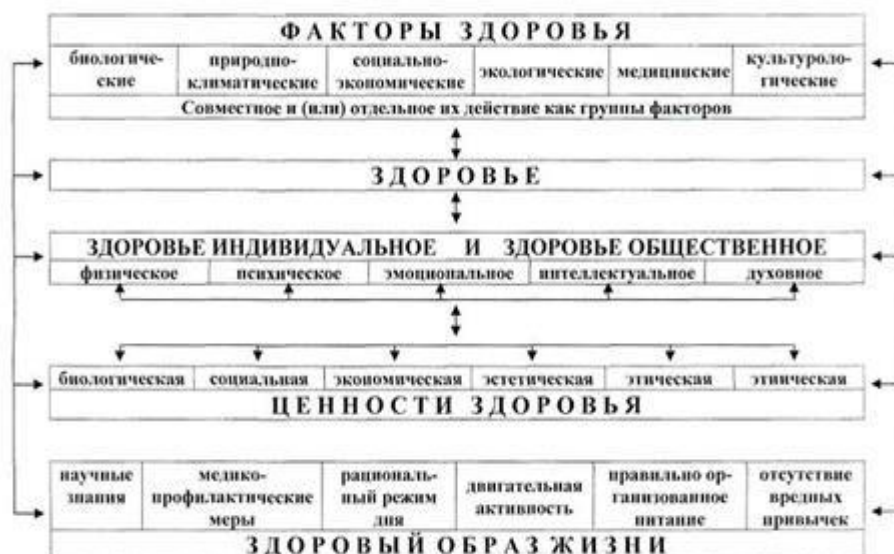 ФАКТОРЫ ЗДОРОВЬЯ
биологиче-
ские
природно-
климатические
социально-
экономические
экологические
медицинские
культуроло-
гические
Совместное и (или) отдельное их действие как группы факторов
ЗДОРОВЬЕ
ЗДОРОВЬЕ ИНДИВИДУАЛЬНОЕ И ЗДОРОВЬЕ ОБЩЕСТВЕННОЕ
физическое
психическое
эмоциональное
интеллектуальное
духовное
биологическая
социальная
экономическая
эстетическая
этическая
этническая
ЦЕННОСТИ ЗДОРОВЬЯ
научные
знания
медико-
профилактические
меры
рациональ-
ный режим
дня
двигательная
активность
правильно ор-
ганизованное
питание
отсутствие
вредных
привычек
ЗДОРОВЫЙ ОБРАЗ ЖИЗНИ